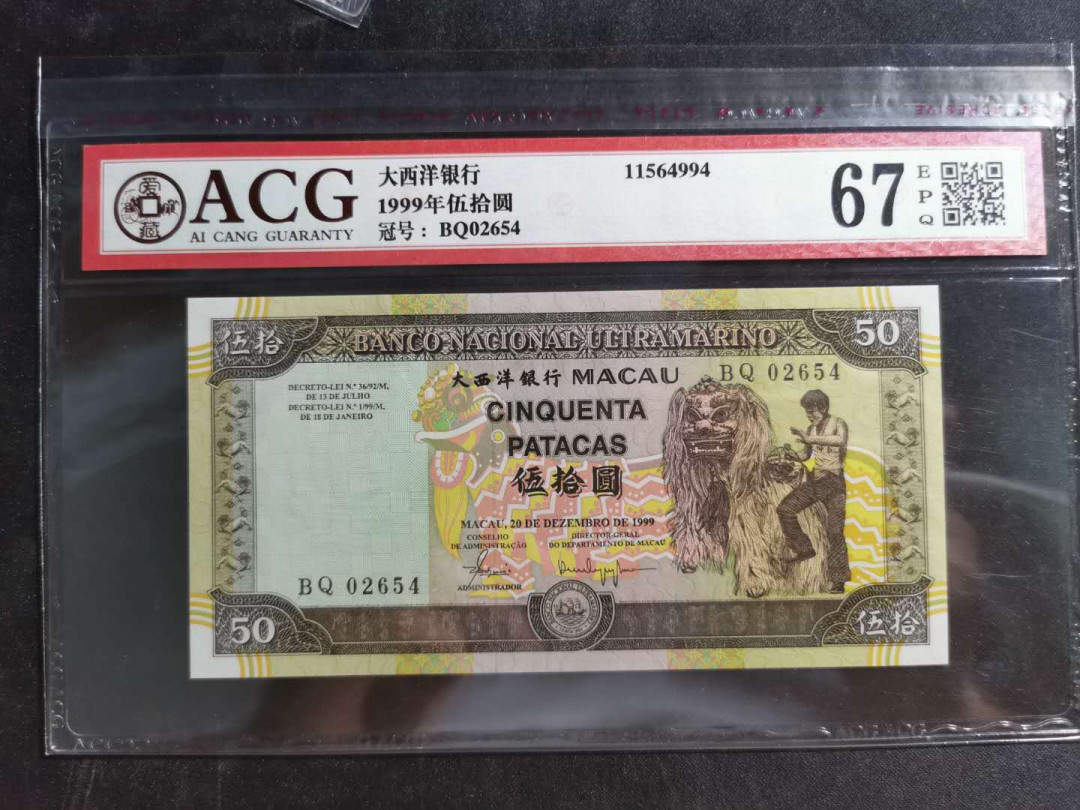 ACG
AI CANG GUARANTY
爱藏
大西洋银行
1999年伍拾圆
冠号：BQ02654
11564994
67
EPQ
伍拾
BANCO NACIONAL ULTRAMARINO
50
大西洋銀行 MACAU
BQ 02654
DECRETO-LEI N.º 36/92/M,
DE 13 DE JULHO
DECRETO-LEI N.º 1/99/M,
DE 18 DE JANEIRO
CINQUENTA
PATACAS
伍拾圓
MACAU, 20 DE DEZEMBRO DE 1999
CONSELHO
DE ADMINISTRAÇÃO
DIRECTOR-GERAL
DO DEPARTAMENTO DE MACAU
ADMINISTRADOR
BQ 02654
50
伍拾